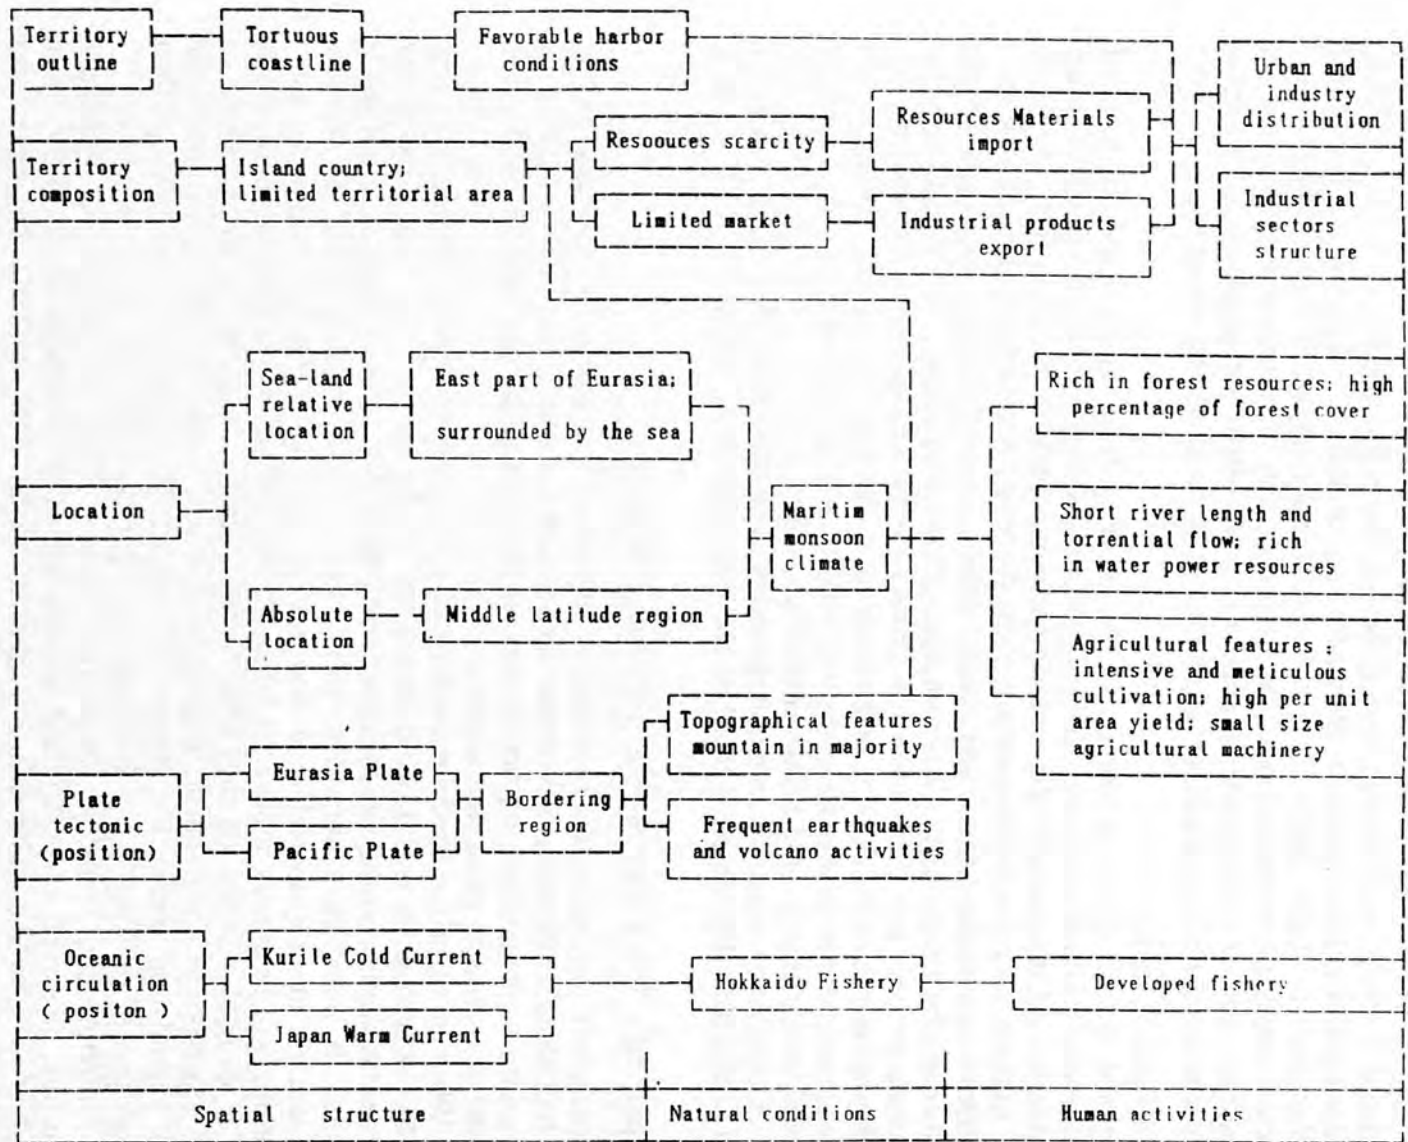 Territory
outline
Tortuous
coastline
Favorable harbor
conditions
Urban and
industry
distribution
Territory
composition
Island country;
limited territorial area
Resoouces scarcity
Resources Materials
import
Limited market
Industrial products
export
Industrial
sectors
structure
Location
Sea-land
relative
location
East part of Eurasia;
surrounded by the sea
Absolute
location
Middle latitude region
Maritim
monsoon
climate
Rich in forest resources; high
percentage of forest cover
Short river length and
torrential flow; rich
in water power resources
Agricultural features :
intensive and meticulous
cultivation; high per unit
area yield; small size
agricultural machinery
Plate
tectonic
(position)
Eurasia Plate
Pacific Plate
Bordering
region
Topographical features
mountain in majority
Frequent earthquakes
and volcano activities
Oceanic
circulation
( positon )
Kurile Cold Current
Japan Warm Current
Hokkaido Fishery
Developed fishery
Spatial structure
Natural conditions
Human activities